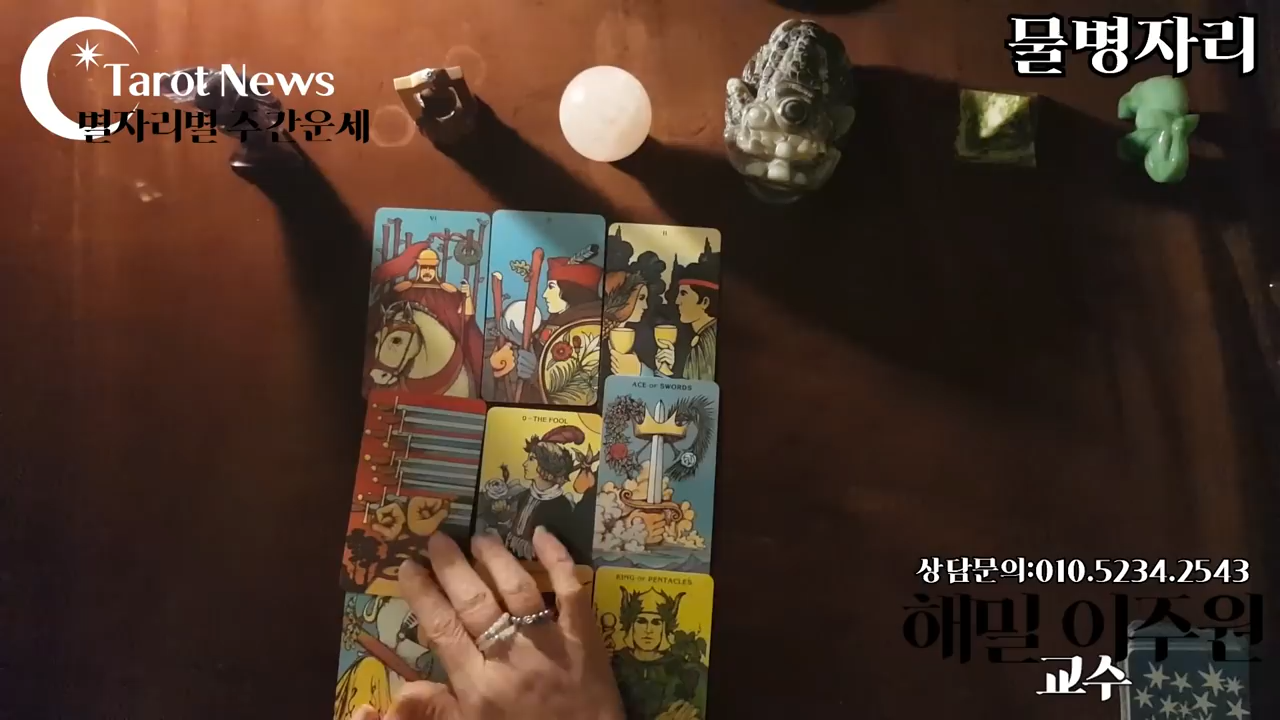 Tarot News
별자리별 주간운세
물병자리
VI
II
ACE OF SWORDS
0 - THE FOOL
KING OF PENTACLES
상담문의:010.5234.2543
해밀 이주원
교수